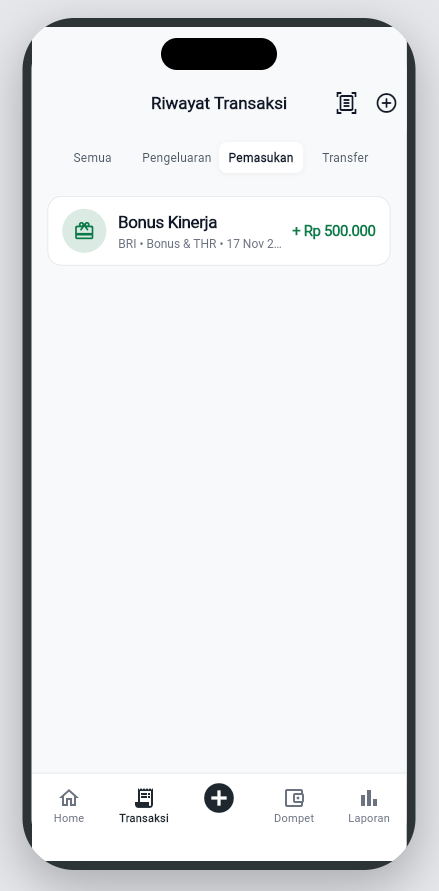 Riwayat Transaksi
Semua Pengeluaran Pemasukan Transfer
Bonus Kinerja
+ Rp 500.000
BRI • Bonus & THR • 17 Nov 2...
Home Transaksi Dompet Laporan